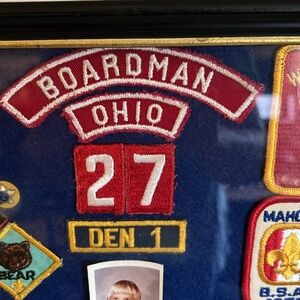 BOARDMAN
OHIO
27
DEN. 1
BEAR
MAHO
B.S.A